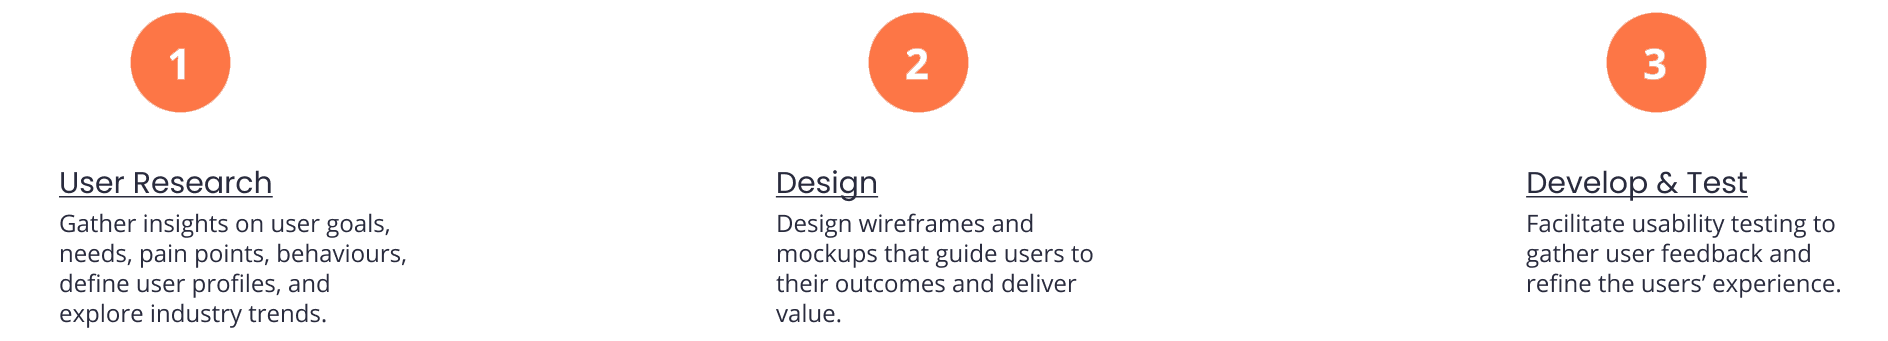 1
User Research
Gather insights on user goals,
needs, pain points, behaviours,
define user profiles, and
explore industry trends.
2
Design
Design wireframes and
mockups that guide users to
their outcomes and deliver
value.
3
Develop & Test
Facilitate usability testing to
gather user feedback and
refine the users’ experience.